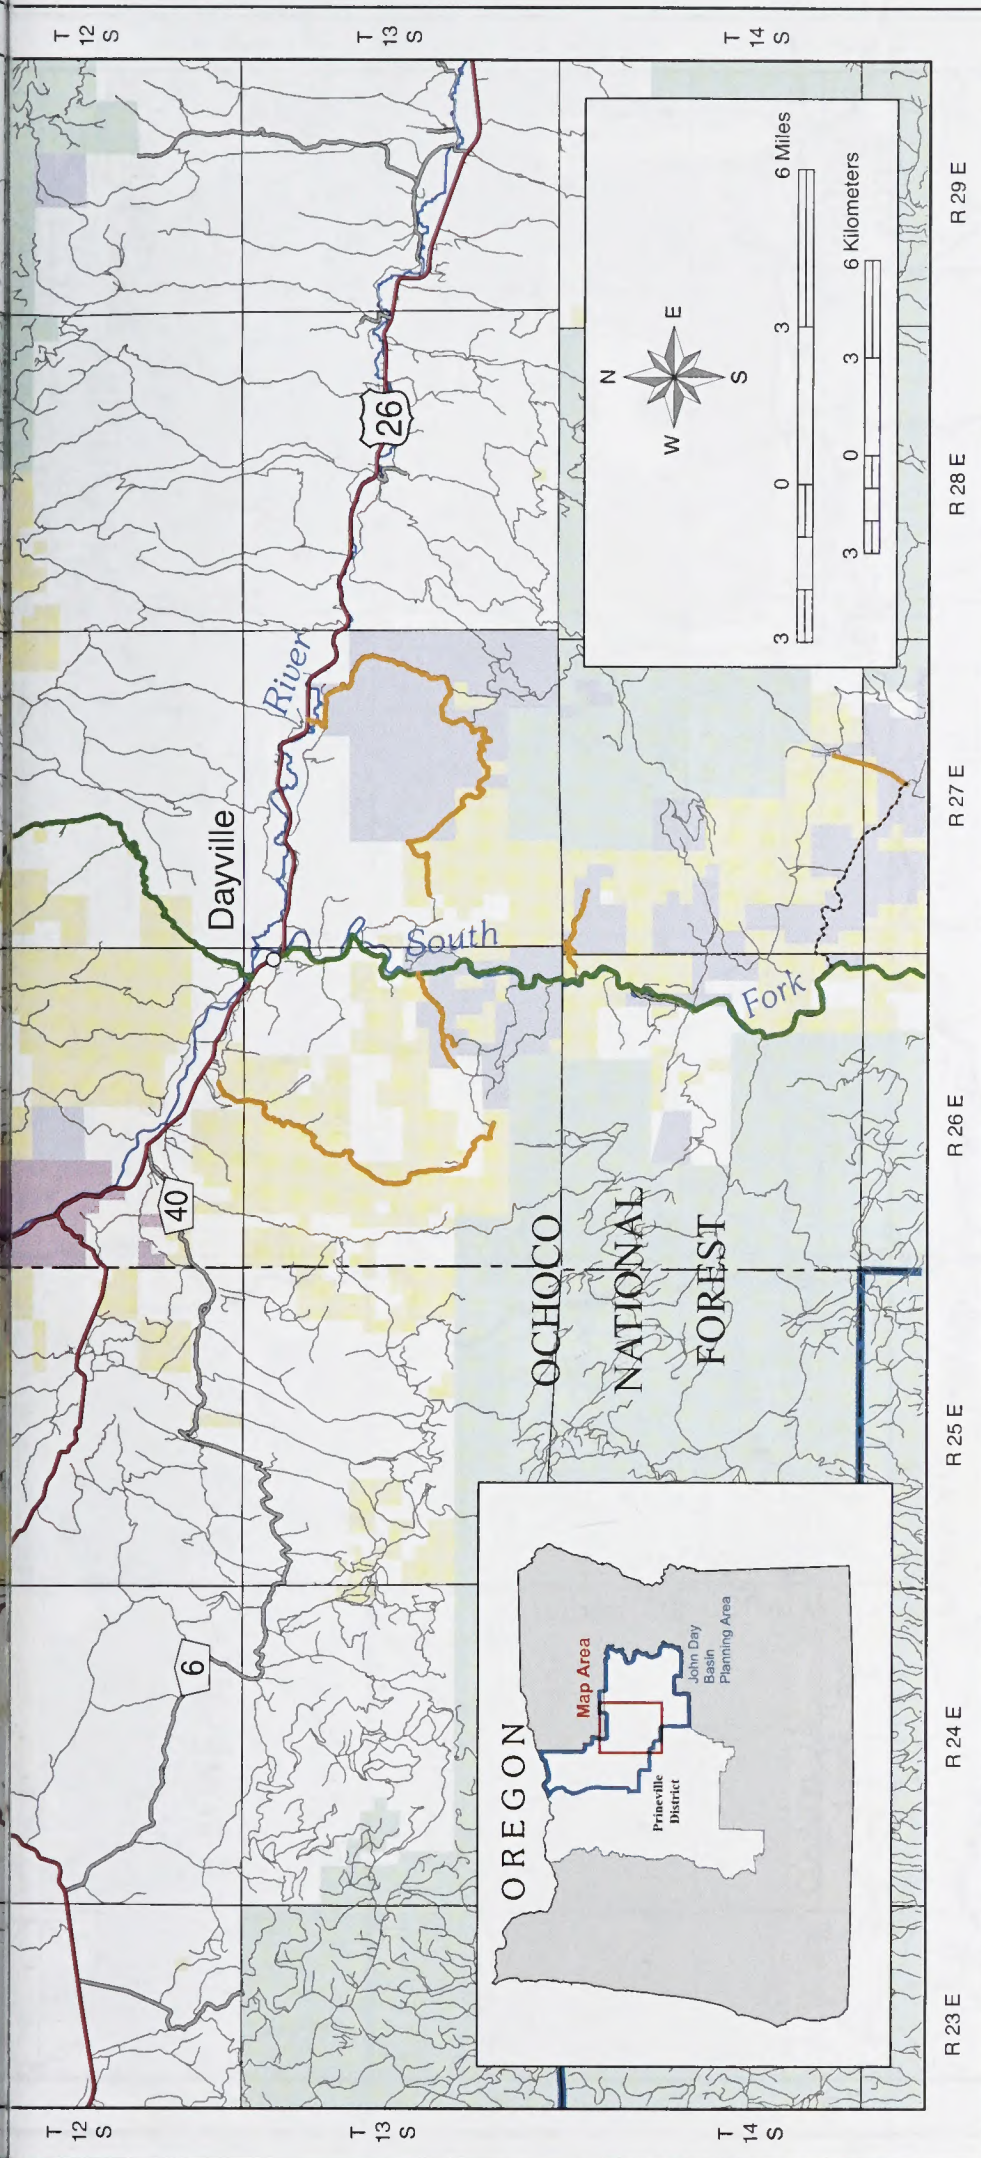 T
12
S
T
13
S
T
14
S
Dayville
River
26
South
Fork
40
6
OCHOCO
NATIONAL
FOREST
N
W
E
S
3
0
3
6 Miles
3
0
3
6 Kilometers
OREGON
Map Area
John Day
Basin
Planning Area
Prineville
District
T
12
S
T
13
S
T
14
S
R 23 E
R 24 E
R 25 E
R 26 E
R 27 E
R 28 E
R 29 E